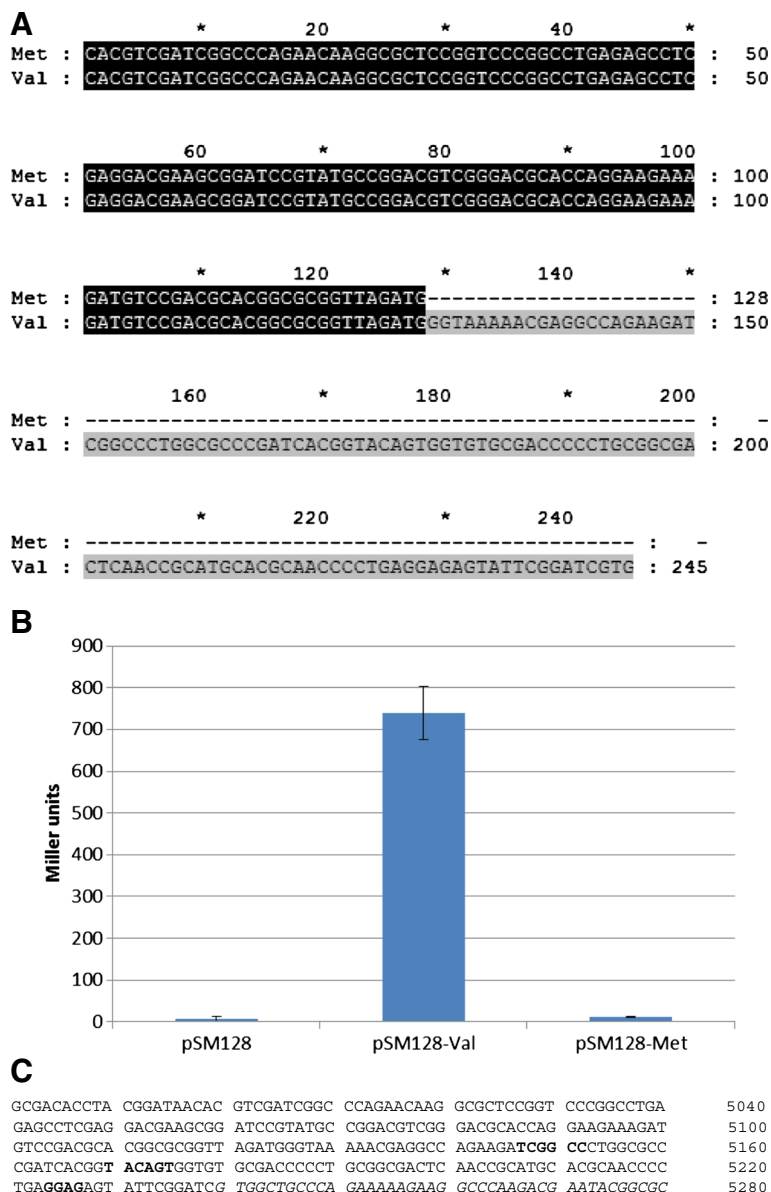 A
* 20 * 40 *
Met : CACGTCGATCGGCCCAGAACAAGGCGCTCCGGTCCCGGCCTGAGAGCCTC : 50
Val : CACGTCGATCGGCCCAGAACAAGGCGCTCCGGTCCCGGCCTGAGAGCCTC : 50
60 * 80 * 100
Met : GAGGACGAAGCGGATCCGTATGCCGGACGTCGGGACGCACCAGGAAGAAA : 100
Val : GAGGACGAAGCGGATCCGTATGCCGGACGTCGGGACGCACCAGGAAGAAA : 100
* 120 * 140 *
Met : GATGTCCGACGCACGGCGCGGTTAGATG---------------------- : 128
Val : GATGTCCGACGCACGGCGCGGTTAGATGGGTAAAAACGAGGCCAGAAGAT : 150
160 * 180 * 200
Met : -------------------------------------------------- : -
Val : CGGCCCTGGCGCCCGATCACGGTACAGTGGTGTGCGACCCCCTGCGGCGA : 200
* 220 * 240
Met : --------------------------------------------- : -
Val : CTCAACCGCATGCACGCAACCCCTGAGGAGAGTATTCGGATCGTG : 245
B
900
800
700
600
500
400
300
200
100
0
Miller units
pSM128 pSM128-Val pSM128-Met
C
GCGACACCTA CGGATAACAC GTCGATCGGC CCAGAACAAG GCGCTCCGGT CCCGGCCTGA 5040
GAGCCTCGAG GACGAAGCGG ATCCGTATGC CGGACGTCGG GACGCACCAG GAAGAAAGAT 5100
GTCCGACGCA CGGCGCGGTT AGATGGGTAA AAACGAGGCC AGAAGATCGG CCCTGGCGCC 5160
CGATCACGGT ACAGTGGTGT GCGACCCCCT GCGGCGACTC AACCGCATGC ACGCAACCCC 5220
TGAGGAGAGT ATTCGGATCG TGGCTGCCCA GAAAAAGAAG GCCCAAGACG AATACGGCGC 5280